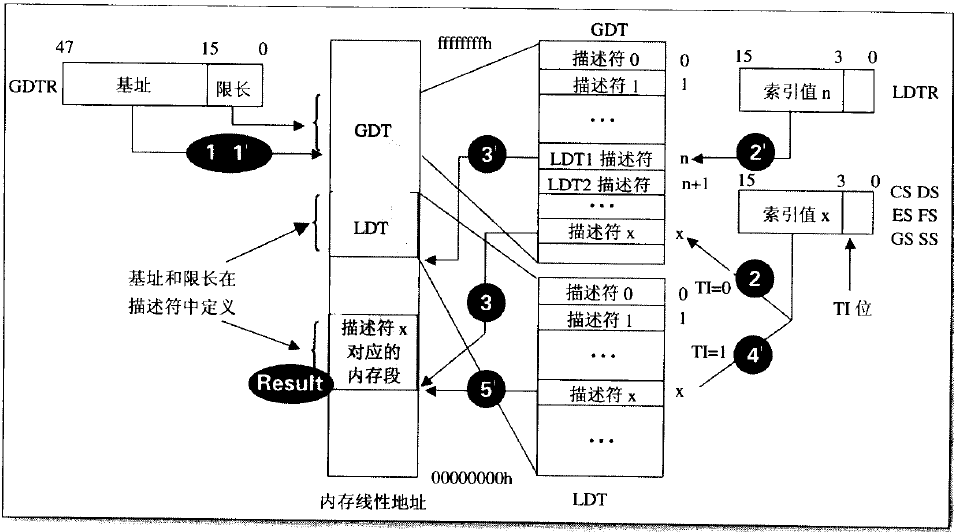 GDT
47 15 0
ffffffffh
GDTR
基址
限长
描述符 0
0
描述符 1
1
···
15 3 0
索引值 n
LDTR
1 1'
GDT
3'
LDT1 描述符
n
2'
LDT2 描述符
n+1
···
15 3 0
CS DS
索引值 x
ES FS
GS SS
LDT
描述符 x
x
基址和限长在
描述符中定义
3
TI=0
2
TI 位
描述符 0
0
描述符 1
1
描述符 x
对应的
内存段
···
TI=1
4'
Result
5'
描述符 x
x
···
00000000h
内存线性地址
LDT